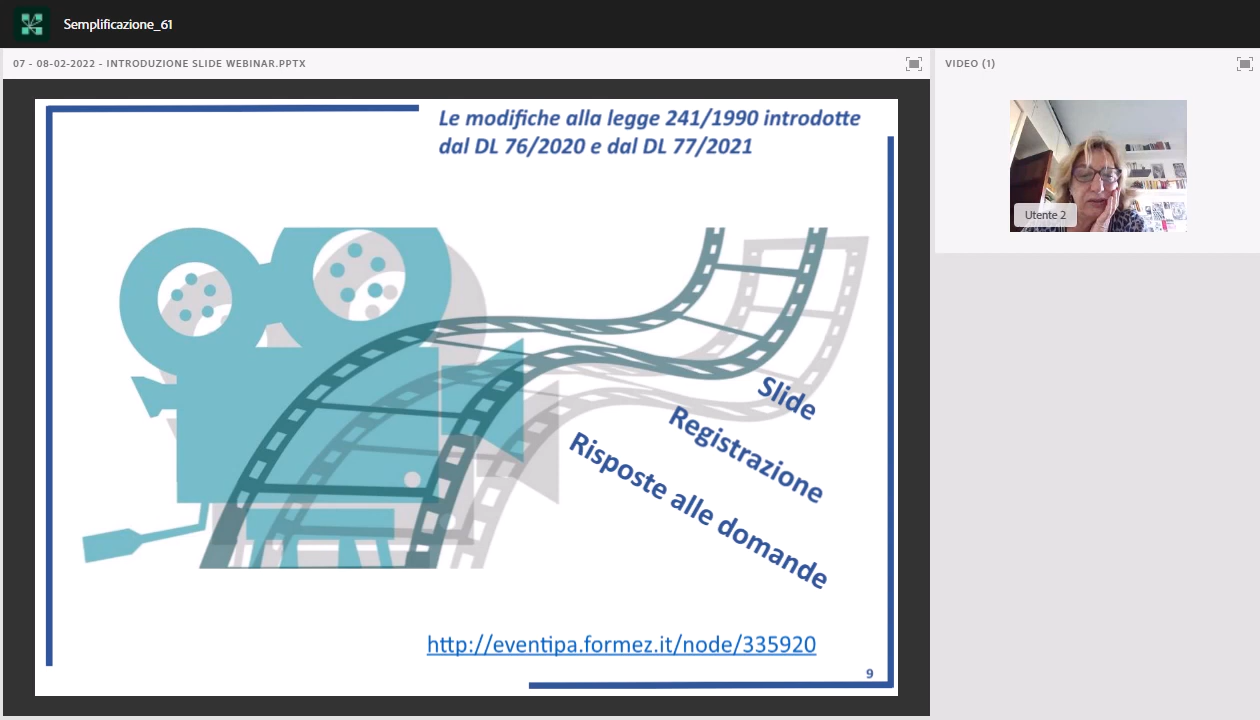 Semplificazione_61
07 - 08-02-2022 - INTRODUZIONE SLIDE WEBINAR.PPTX
VIDEO (1)
Le modifiche alla legge 241/1990 introdotte
dal DL 76/2020 e dal DL 77/2021
Utente 2
Slide
Registrazione
Risposte alle domande
http://eventipa.formez.it/node/335920
9